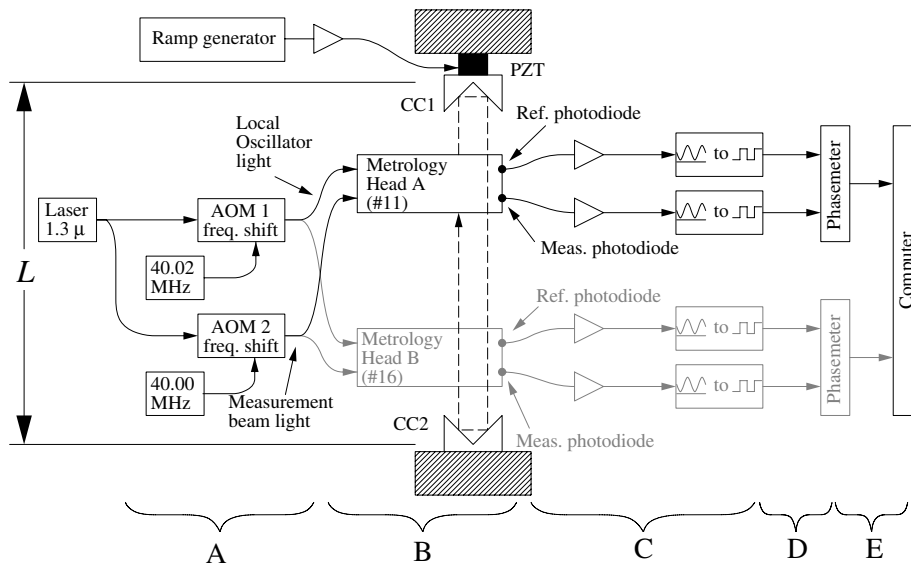 Ramp generator
PZT
CC1
Ref. photodiode
Local
Oscillator
light
Metrology
Head A
(#11)
to
to
Phasemeter
Laser
1.3 μ
AOM 1
freq. shift
Meas. photodiode
Computer
L
40.02
MHz
Ref. photodiode
AOM 2
freq. shift
Metrology
Head B
(#16)
to
to
Phasemeter
40.00
MHz
Measurement
beam light
CC2
Meas. photodiode
A
B
C
D
E